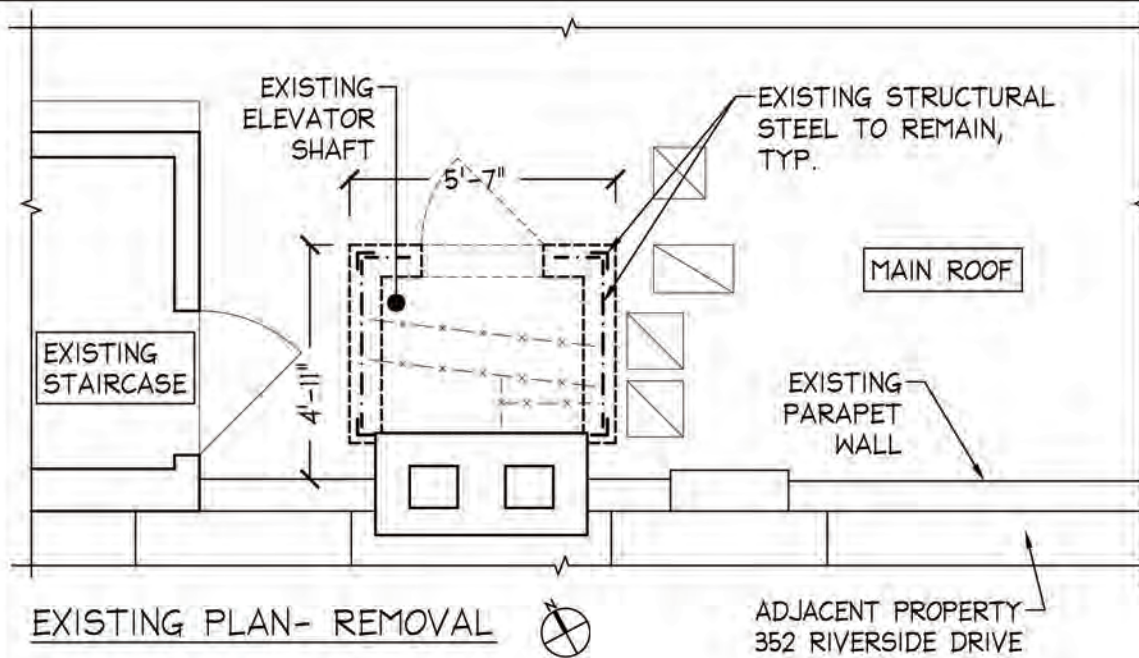 EXISTING
ELEVATOR
SHAFT
5'-7"
EXISTING STRUCTURAL
STEEL TO REMAIN,
TYP.
MAIN ROOF
EXISTING
STAIRCASE
4'-11"
EXISTING
PARAPET
WALL
EXISTING PLAN- REMOVAL
ADJACENT PROPERTY
352 RIVERSIDE DRIVE